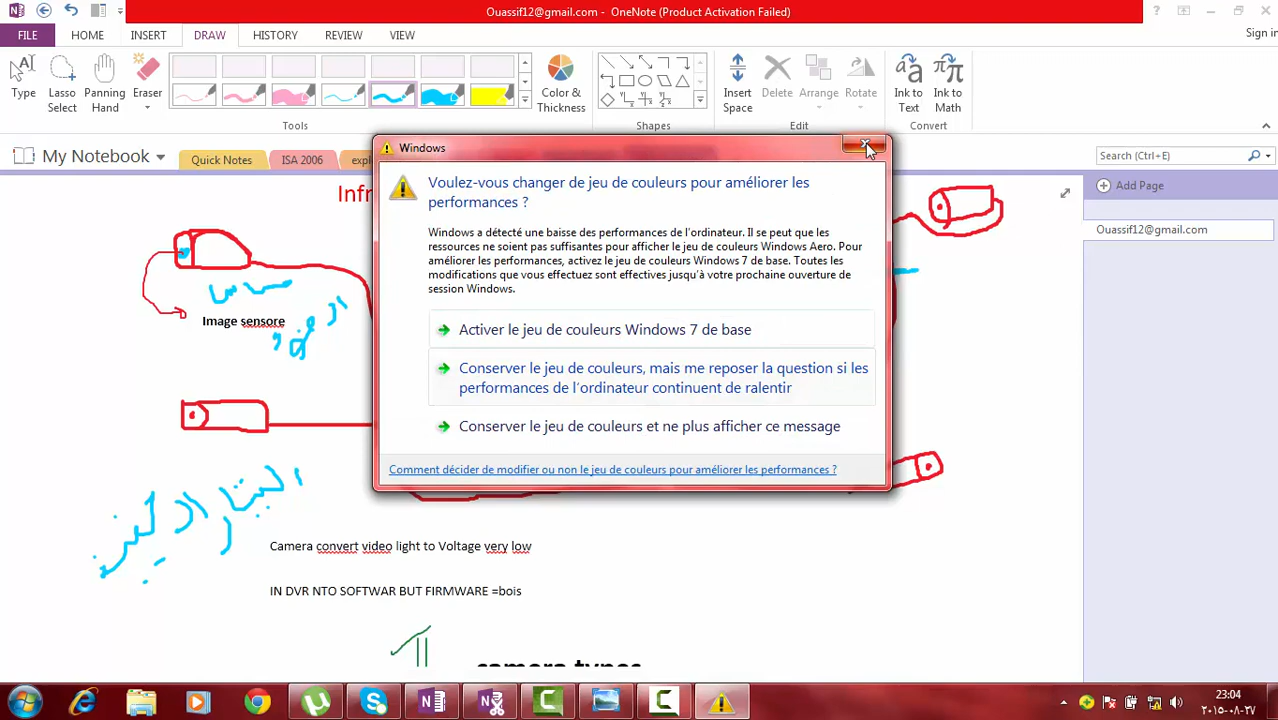 Ouassif12@gmail.com - OneNote (Product Activation Failed)
FILE HOME INSERT DRAW HISTORY REVIEW VIEW Sign in
Type
Lasso Select
Panning Hand
Eraser
Color & Thickness
Insert Space
Delete
Arrange
Rotate
Ink to Text
Ink to Math
Tools Shapes Edit Convert
My Notebook Quick Notes ISA 2006 Search (Ctrl+E)
Add Page
Ouassif12@gmail.com
Windows
Voulez-vous changer de jeu de couleurs pour améliorer les
performances ?
Windows a détecté une baisse des performances de l'ordinateur. Il se peut que les
ressources ne soient pas suffisantes pour afficher le jeu de couleurs Windows Aero. Pour
améliorer les performances, activez le jeu de couleurs Windows 7 de base. Toutes les
modifications que vous effectuez sont effectives jusqu'à votre prochaine ouverture de
session Windows.
Activer le jeu de couleurs Windows 7 de base
Conserver le jeu de couleurs, mais me reposer la question si les
performances de l'ordinateur continuent de ralentir
Conserver le jeu de couleurs et ne plus afficher ce message
Comment décider de modifier ou non le jeu de couleurs pour améliorer les performances ?
Image sensore
Camera convert video light to Voltage very low
IN DVR NTO SOFTWAR BUT FIRMWARE =bois
camera types
23:04
٢٠١٥-٠٨-٢٧